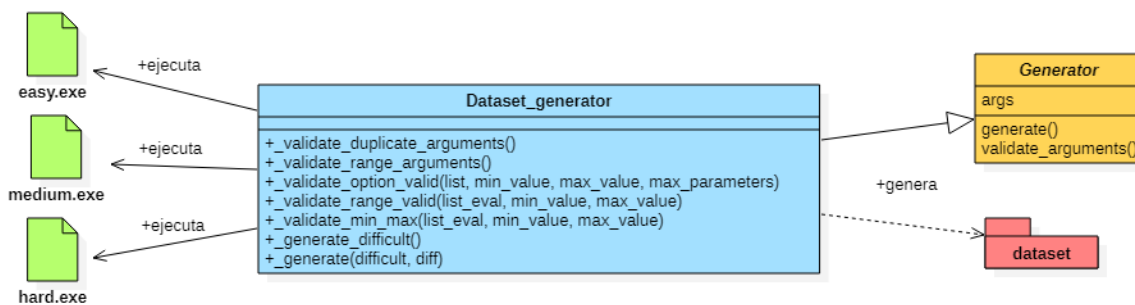 +ejecuta
easy.exe
+ejecuta
medium.exe
+ejecuta
hard.exe
Dataset_generator
+_validate_duplicate_arguments()
+_validate_range_arguments()
+_validate_option_valid(list, min_value, max_value, max_parameters)
+_validate_range_valid(list_eval, min_value, max_value)
+_validate_min_max(list_eval, min_value, max_value)
+_generate_difficult()
+_generate(difficult, diff)
Generator
args
generate()
validate_arguments()
+genera
dataset